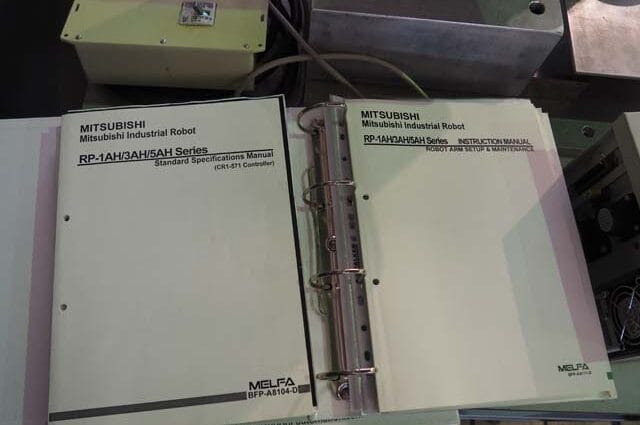 MITSUBISHI
Mitsubishi Industrial Robot
RP-1AH/3AH/5AH Series
Standard Specifications Manual
(CR1-571 Controller)
MELFA
BFP-A8104-D
MITSUBISHI
Mitsubishi Industrial Robot
RP-1AH/3AH/5AH Series INSTRUCTION MANUAL
ROBOT ARM SETUP & MAINTENANCE
MELFA